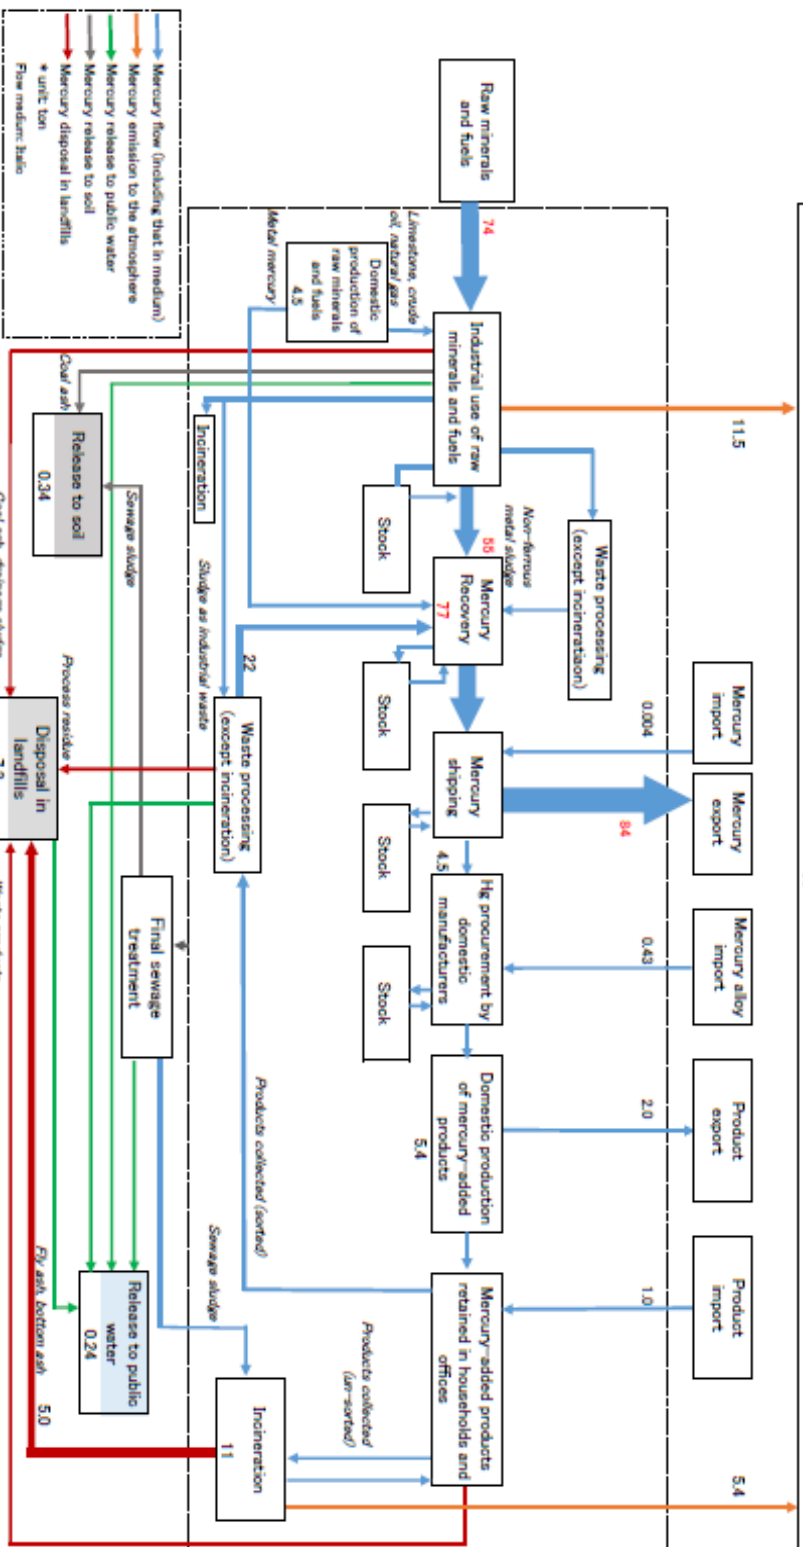 Raw minerals
and fuels
74
Limestone, crude
oil, natural gas
Metal mercury
Domestic
production of
raw minerals
and fuels
4.5
Industrial use of raw
minerals and fuels
11.5
Incineration
Stock
Non-ferrous
metal sludge
55
Waste processing
(except incineratiaon)
Mercury
Recovery
77
Stock
Mercury
import
0.004
Mercury
export
84
Mercury
shipping
Stock
4.5
Mercury alloy
import
0.43
Hg procurement by
domestic
manufacturers
Stock
Product
export
2.0
Domestic production
of mercury-added
products
5.4
Product
import
1.0
Mercury-added products
retained in households and
offices
5.4
Products collected
(un-sorted)
Products collected (sorted)
Sludge as industrial waste
22
Waste processing
(except incineration)
Coal ash
Release to soil
0.34
Sewage sludge
Process residue
Disposal in
landfills
Final sewage
treatment
Sewage sludge
Release to public
water
0.24
Fly ash, bottom ash
5.0
Incineration
11
Mercury flow (including that in medium)
Mercury emission to the atmosphere
Mercury release to public water
Mercury release to soil
Mercury disposal in landfills
* unit: ton
Flow medium: Italic